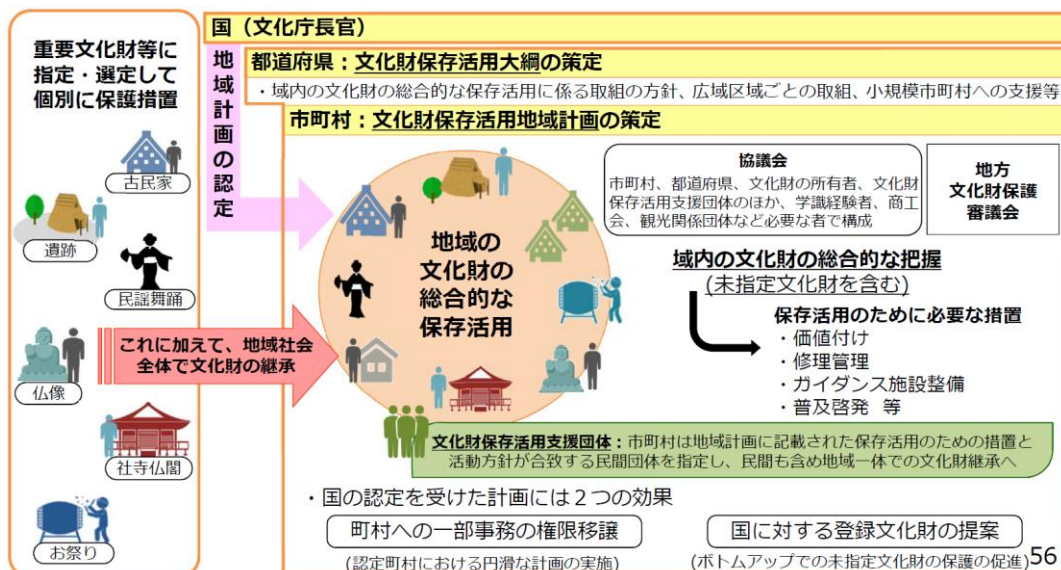 重要文化財等に
指定・選定して
個別に保護措置
古民家
遺跡
民謡舞踊
仏像
社寺仏閣
お祭り
国（文化庁長官）
地域計画の認定
都道府県：文化財保存活用大綱の策定
・域内の文化財の総合的な保存活用に係る取組の方針、広域区域ごとの取組、小規模市町村への支援等
市町村：文化財保存活用地域計画の策定
これに加えて、地域社会
全体で文化財の継承
地域の
文化財の
総合的な
保存活用
協議会
市町村、都道府県、文化財の所有者、文化財
保存活用支援団体のほか、学識経験者、商工
会、観光関係団体など必要な者で構成
地方
文化財保護
審議会
域内の文化財の総合的な把握
(未指定文化財を含む)
保存活用のために必要な措置
・価値付け
・修理管理
・ガイダンス施設整備
・普及啓発 等
文化財保存活用支援団体：市町村は地域計画に記載された保存活用のための措置と
活動方針が合致する民間団体を指定し、民間も含め地域一体での文化財継承へ
・国の認定を受けた計画には２つの効果
町村への一部事務の権限移譲
(認定町村における円滑な計画の実施)
国に対する登録文化財の提案
(ボトムアップでの未指定文化財の保護の促進)
56